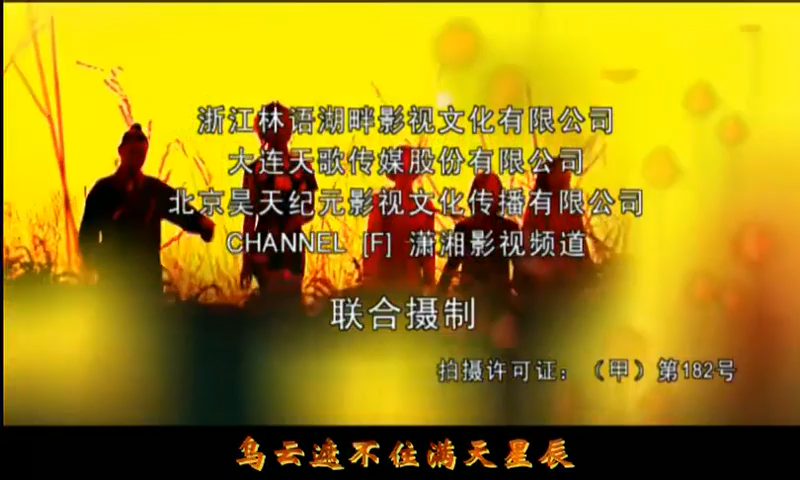 浙江林语湖畔影视文化有限公司
大连天歌传媒股份有限公司
北京昊天纪元影视文化传播有限公司
CHANNEL [F] 潇湘影视频道
联合摄制
拍摄许可证：（甲）第182号
乌云遮不住满天星辰